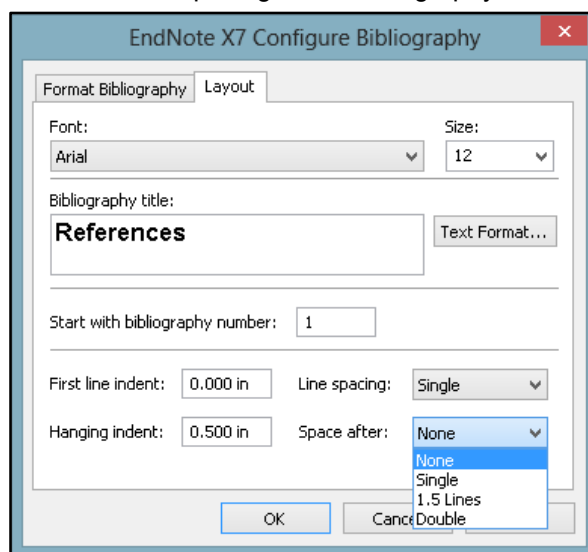 EndNote X7 Configure Bibliography
Format Bibliography Layout
Font: Size:
Arial 12
Bibliography title:
References Text Format...
Start with bibliography number: 1
First line indent: 0.000 in Line spacing: Single
Hanging indent: 0.500 in Space after: None
None
Single
1.5 Lines
Double
OK